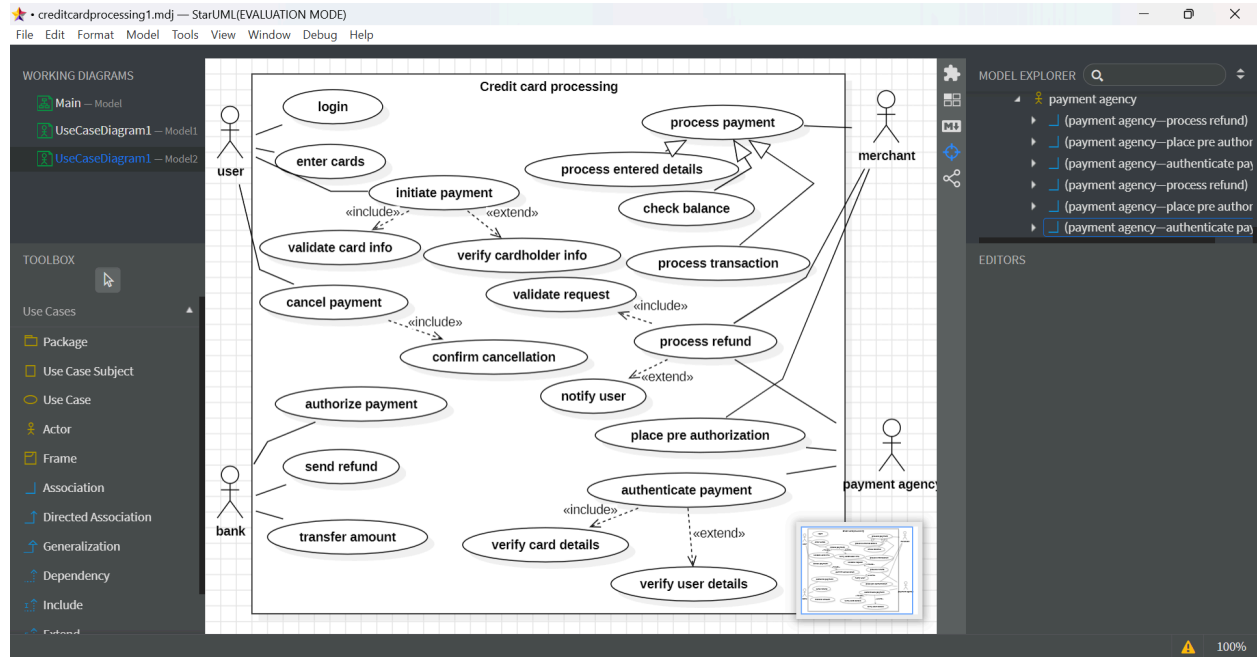 • creditcardprocessing1.mdj — StarUML(EVALUATION MODE)
File Edit Format Model Tools View Window Debug Help
WORKING DIAGRAMS
Main — Model
UseCaseDiagram1 — Model1
UseCaseDiagram1 — Model2
TOOLBOX
Use Cases
Package
Use Case Subject
Use Case
Actor
Frame
Association
Directed Association
Generalization
Dependency
Include
Extend
Credit card processing
login
process payment
user
merchant
enter cards
process entered details
initiate payment
check balance
«include»
«extend»
validate card info
verify cardholder info
process transaction
validate request
cancel payment
«include»
«include»
process refund
confirm cancellation
«extend»
notify user
authorize payment
place pre authorization
send refund
authenticate payment
payment agency
«include»
bank
transfer amount
verify card details
«extend»
verify user details
MODEL EXPLORER
payment agency
(payment agency—process refund)
(payment agency—place pre author
(payment agency—authenticate pay
(payment agency—process refund)
(payment agency—place pre author
(payment agency—authenticate pay
M
EDITORS
100%